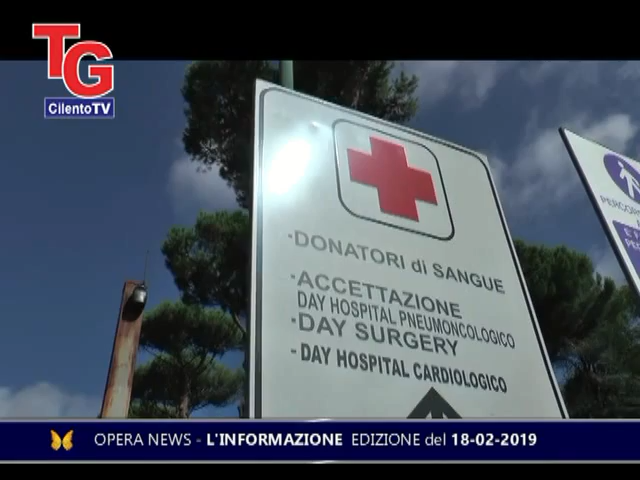 TG
CilentoTV
·DONATORI di SANGUE
·ACCETTAZIONE
DAY HOSPITAL PNEUMONCOLOGICO
·DAY SURGERY
- DAY HOSPITAL CARDIOLOGICO
OPERA NEWS - L'INFORMAZIONE EDIZIONE del 18-02-2019